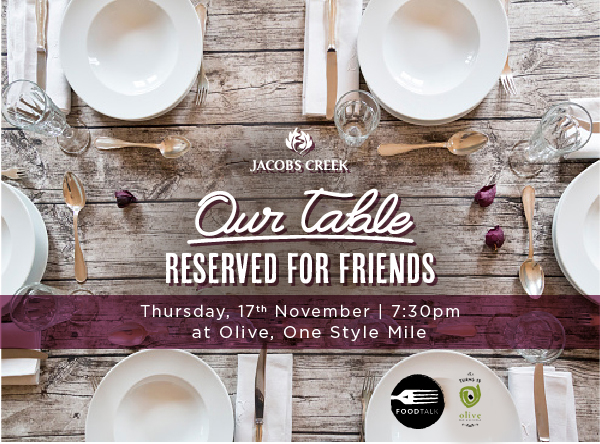 JACOB'S CREEK
Our Table
RESERVED FOR FRIENDS
Thursday, 17th November | 7:30pm
at Olive, One Style Mile
FOODTALK
TURNS 16
olive